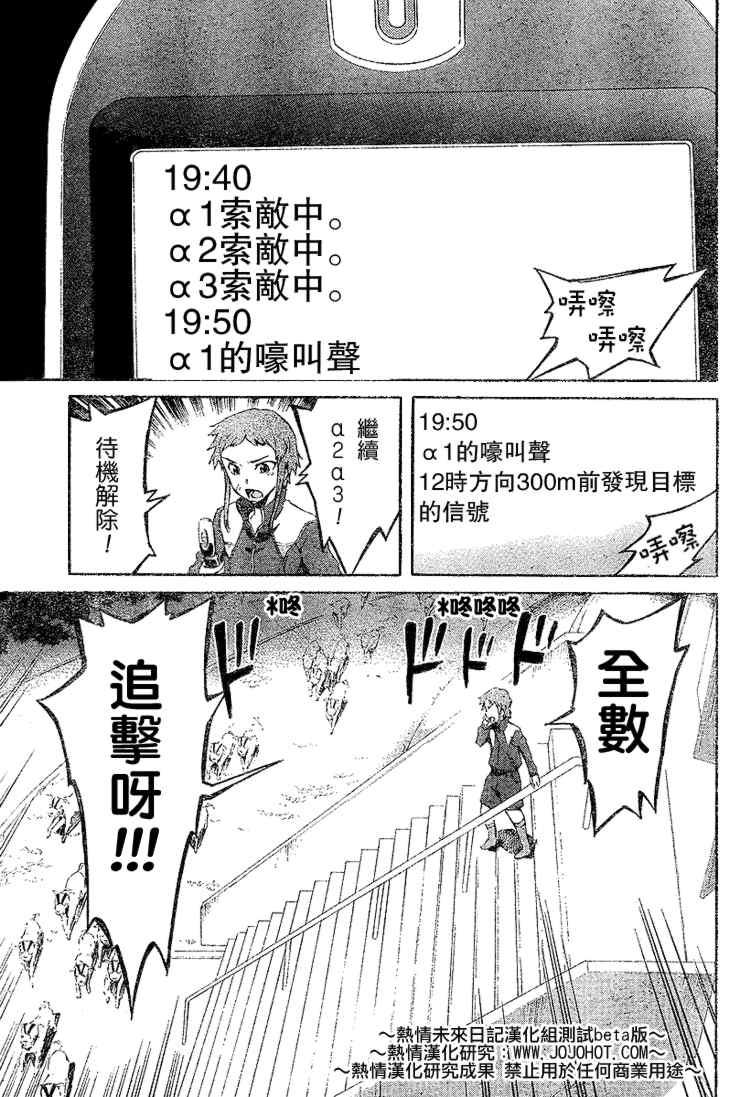 19:40
α1索敵中。
α2索敵中。
α3索敵中。
19:50
α1的嚎叫聲
哢嚓
哢嚓
19:50
α1的嚎叫聲
12時方向300m前發現目標
的信號
哢嚓
繼續
α2α3！
待機解除！
全數
*咚咚咚
ドドド
*咚
ド
追擊呀!!!
～熱情未來日記漢化組測試beta版～
～熱情漢化研究：WWW.JOJOHOT.COM～
～熱情漢化研究成果 禁止用於任何商業用途～